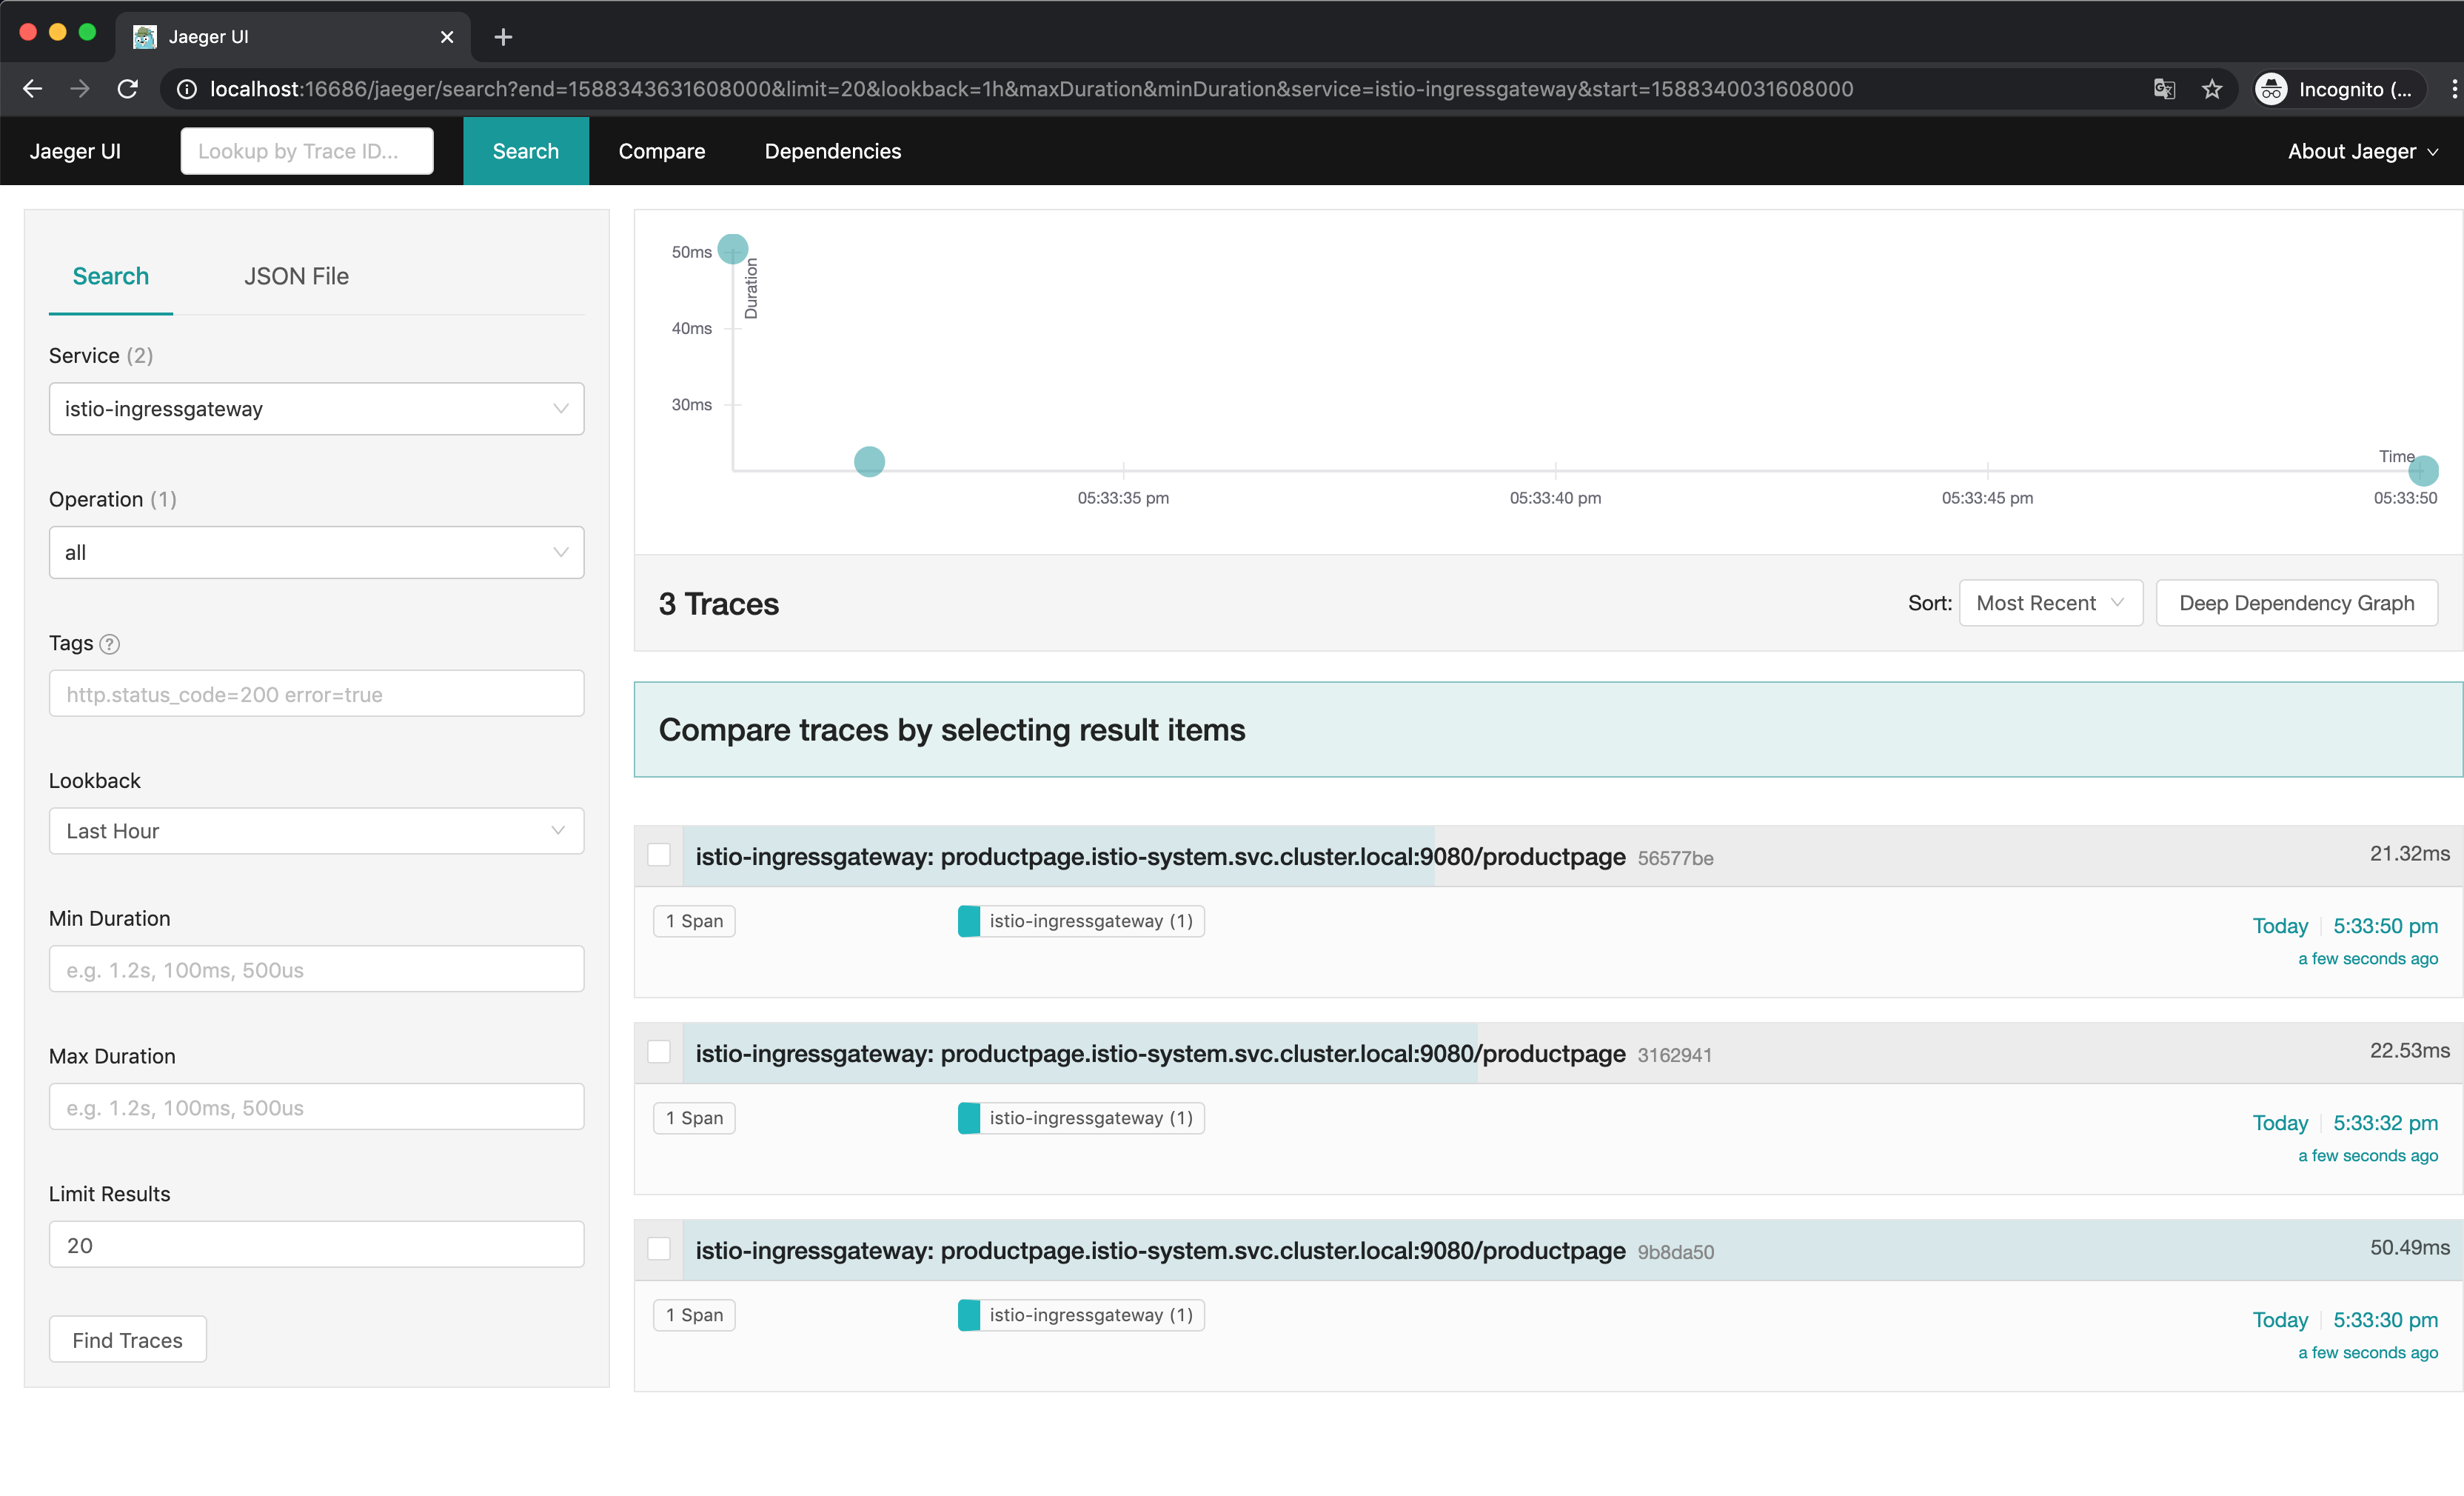 Jaeger UI
localhost:16686/jaeger/search?end=1588343631608000&limit=20&lookback=1h&maxDuration&minDuration&service=istio-ingressgateway&start=1588340031608000
Incognito (...
Jaeger UI
Lookup by Trace ID...
Search
Compare
Dependencies
About Jaeger
Search
JSON File
Service (2)
istio-ingressgateway
Operation (1)
all
Tags ?
http.status_code=200 error=true
Lookback
Last Hour
Min Duration
e.g. 1.2s, 100ms, 500us
Max Duration
e.g. 1.2s, 100ms, 500us
Limit Results
20
Find Traces
50ms
Duration
40ms
30ms
Time
05:33:35 pm
05:33:40 pm
05:33:45 pm
05:33:50
3 Traces
Sort: Most Recent
Deep Dependency Graph
Compare traces by selecting result items
istio-ingressgateway: productpage.istio-system.svc.cluster.local:9080/productpage 56577be
21.32ms
1 Span
istio-ingressgateway (1)
Today 5:33:50 pm
a few seconds ago
istio-ingressgateway: productpage.istio-system.svc.cluster.local:9080/productpage 3162941
22.53ms
1 Span
istio-ingressgateway (1)
Today 5:33:32 pm
a few seconds ago
istio-ingressgateway: productpage.istio-system.svc.cluster.local:9080/productpage 9b8da50
50.49ms
1 Span
istio-ingressgateway (1)
Today 5:33:30 pm
a few seconds ago